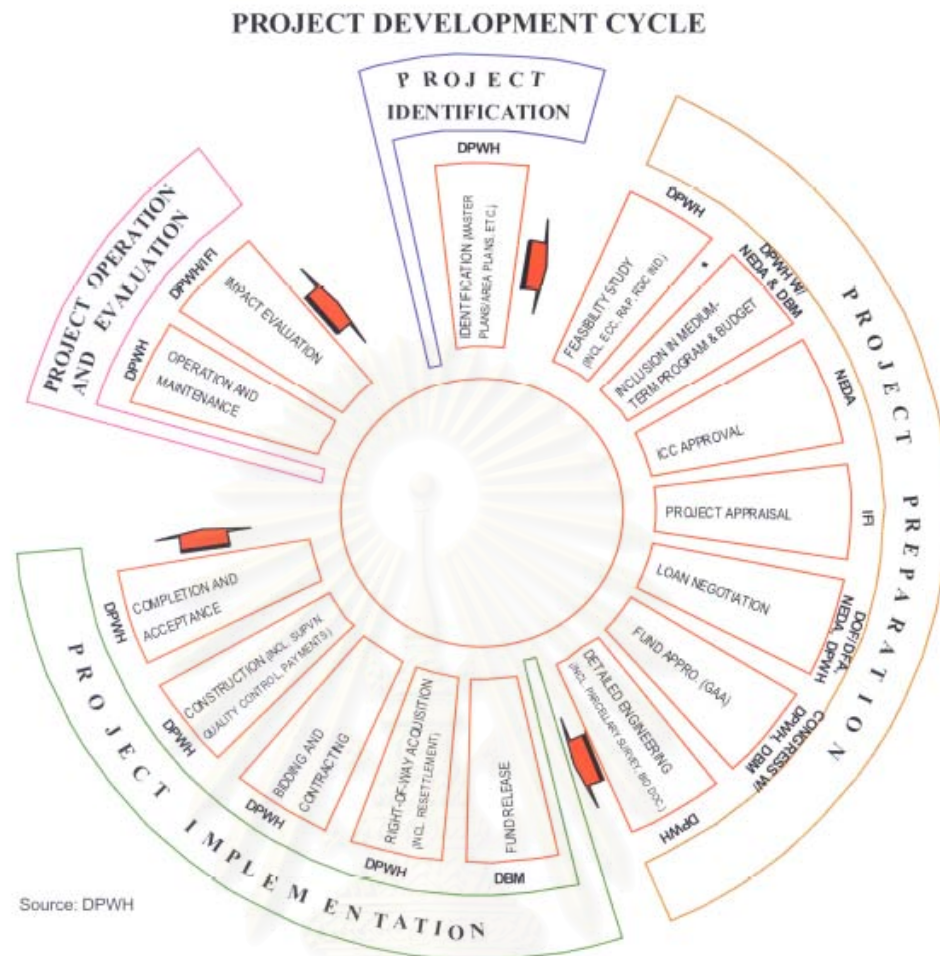 PROJECT DEVELOPMENT CYCLE
PROJECT
IDENTIFICATION
DPWH
IDENTIFICATION (MASTER
PLANS/AREA PLANS. ETC.)
PROJECT PREPARATION
DPWH
FEASIBILITY STUDY
(INCL ECC. RAP, RDC IND.)
DPWH W/
NEDA & DBM
INCLUSION IN MEDIUM-
TERM PROGRAM & BUDGET
NEDA
ICC APPROVAL
IFI
PROJECT APPRAISAL
DOF/DFA,
NEDA, DPWH
LOAN NEGOTIATION
CONGRESS W/
DPWH, DBM
FUND APPRO. (GAA)
DPWH
DETAILED ENGINEERING
(INCL. PARCELLARY SURVEY, BID DOC.)
PROJECT IMPLEMENTATION
DBM
FUND RELEASE
DPWH
RIGHT-OF-WAY ACQUISITION
(INCL. RESETTLEMENT)
DPWH
BIDDING AND
CONTRACTING
DPWH
CONSTRUCTION (INCL. SUPVN.
QUALITY CONTROL, PAYMENTS)
DPWH
COMPLETION AND
ACCEPTANCE
PROJECT OPERATION
AND EVALUATION
DPWH
OPERATION AND
MAINTENANCE
DPWH/IFI
IMPACT EVALUATION
Source: DPWH